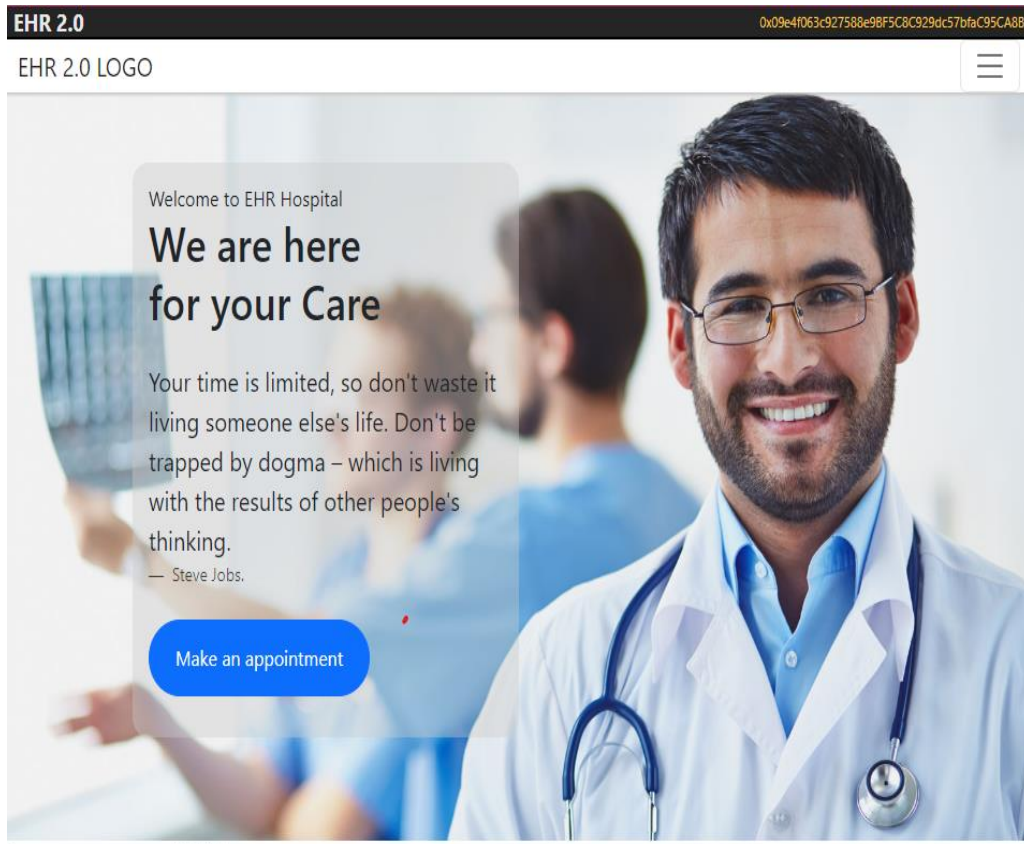 EHR 2.0
0x09e4f063c927588e9BF5C8C929dc57bfaC95CA8B
EHR 2.0 LOGO
Welcome to EHR Hospital
We are here
for your Care
Your time is limited, so don't waste it
living someone else's life. Don't be
trapped by dogma – which is living
with the results of other people's
thinking.
— Steve Jobs.
Make an appointment